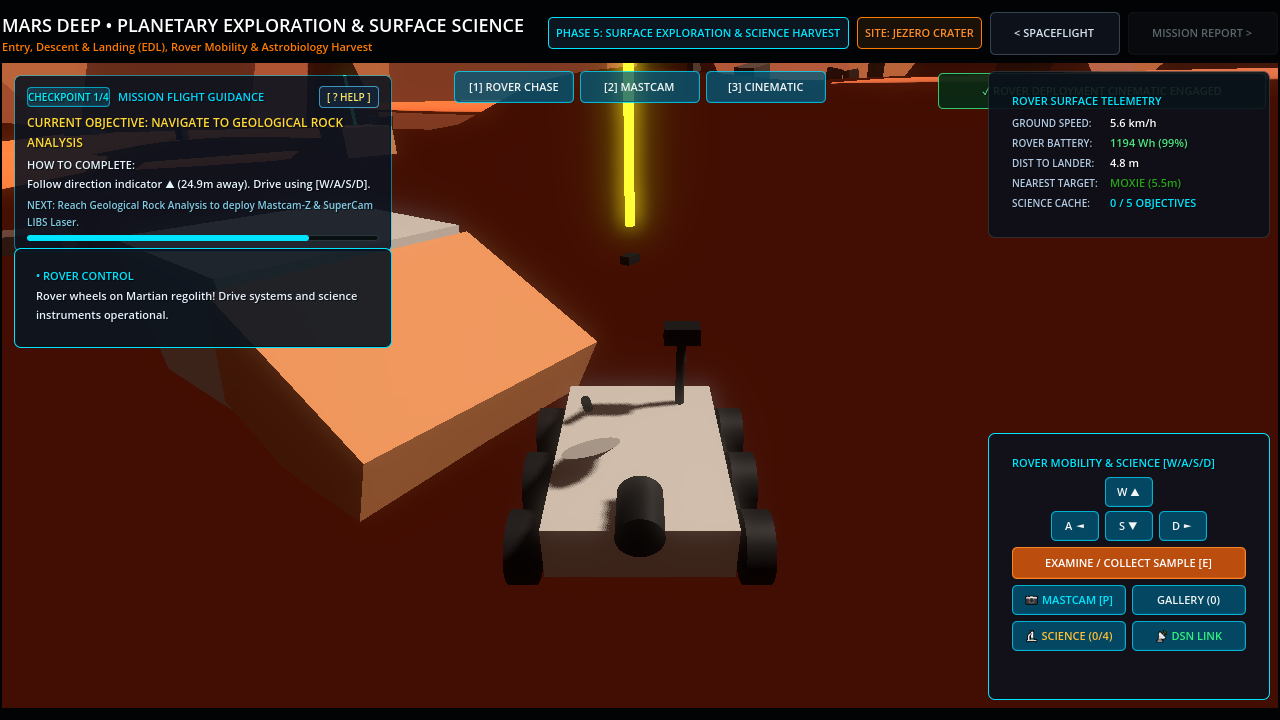 MARS DEEP • PLANETARY EXPLORATION & SURFACE SCIENCE
Entry, Descent & Landing (EDL), Rover Mobility & Astrobiology Harvest
PHASE 5: SURFACE EXPLORATION & SCIENCE HARVEST
SITE: JEZERO CRATER
< SPACEFLIGHT
MISSION REPORT >
CHECKPOINT 1/4
MISSION FLIGHT GUIDANCE
[ ? HELP ]
CURRENT OBJECTIVE: NAVIGATE TO GEOLOGICAL ROCK
ANALYSIS
HOW TO COMPLETE:
Follow direction indicator ▲ (24.9m away). Drive using [W/A/S/D].
NEXT: Reach Geological Rock Analysis to deploy Mastcam-Z & SuperCam
LIBS Laser.
• ROVER CONTROL
Rover wheels on Martian regolith! Drive systems and science
instruments operational.
[1] ROVER CHASE
[2] MASTCAM
[3] CINEMATIC
✓ ROVER DEPLOYMENT CINEMATIC ENGAGED
ROVER SURFACE TELEMETRY
GROUND SPEED: 5.6 km/h
ROVER BATTERY: 1194 Wh (99%)
DIST TO LANDER: 4.8 m
NEAREST TARGET: MOXIE (5.5m)
SCIENCE CACHE: 0 / 5 OBJECTIVES
ROVER MOBILITY & SCIENCE [W/A/S/D]
W ▲
A ◄
S ▼
D ►
EXAMINE / COLLECT SAMPLE [E]
MASTCAM [P]
GALLERY (0)
SCIENCE (0/4)
DSN LINK